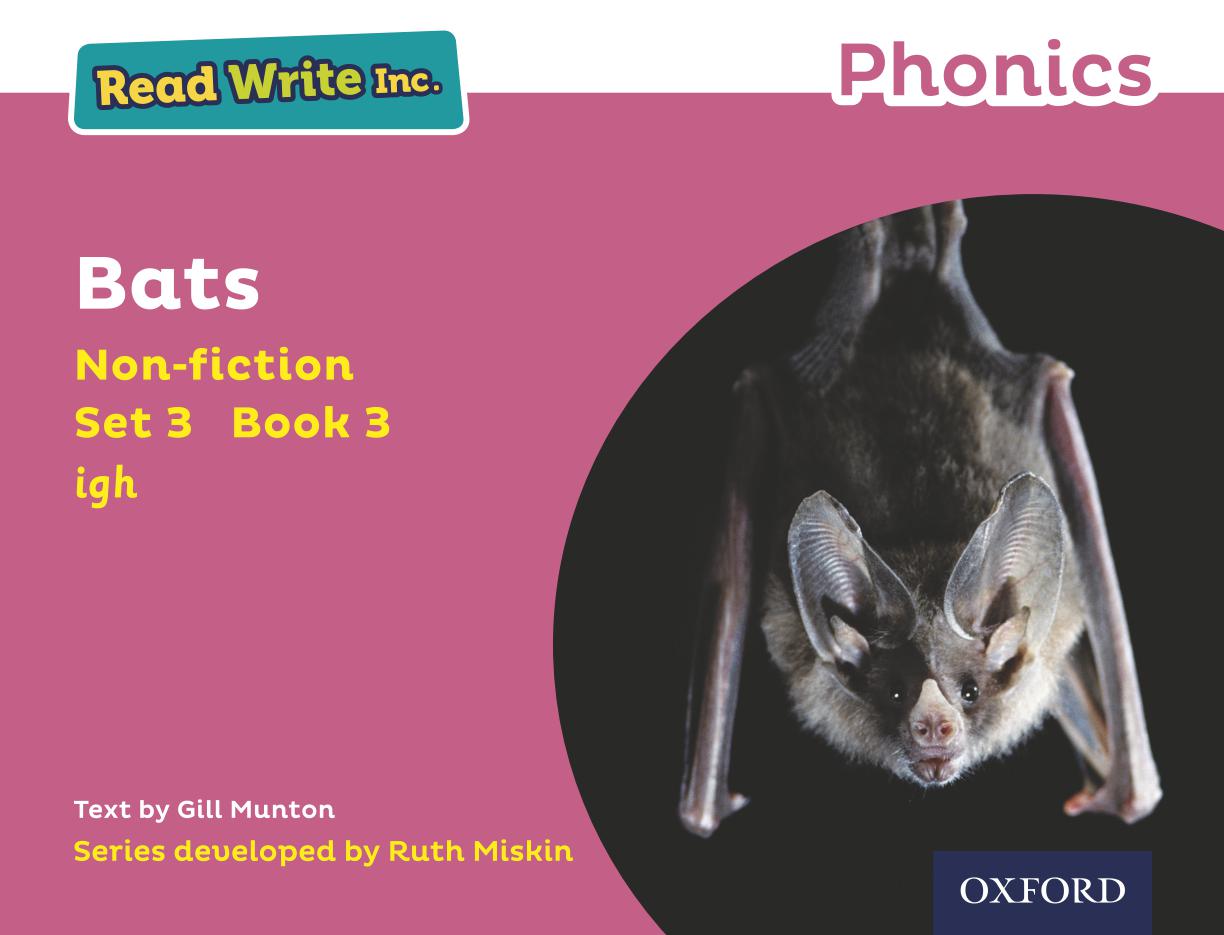 Read Write Inc.
Phonics
Bats
Non-fiction
Set 3 Book 3
igh
Text by Gill Munton
Series developed by Ruth Miskin
OXFORD